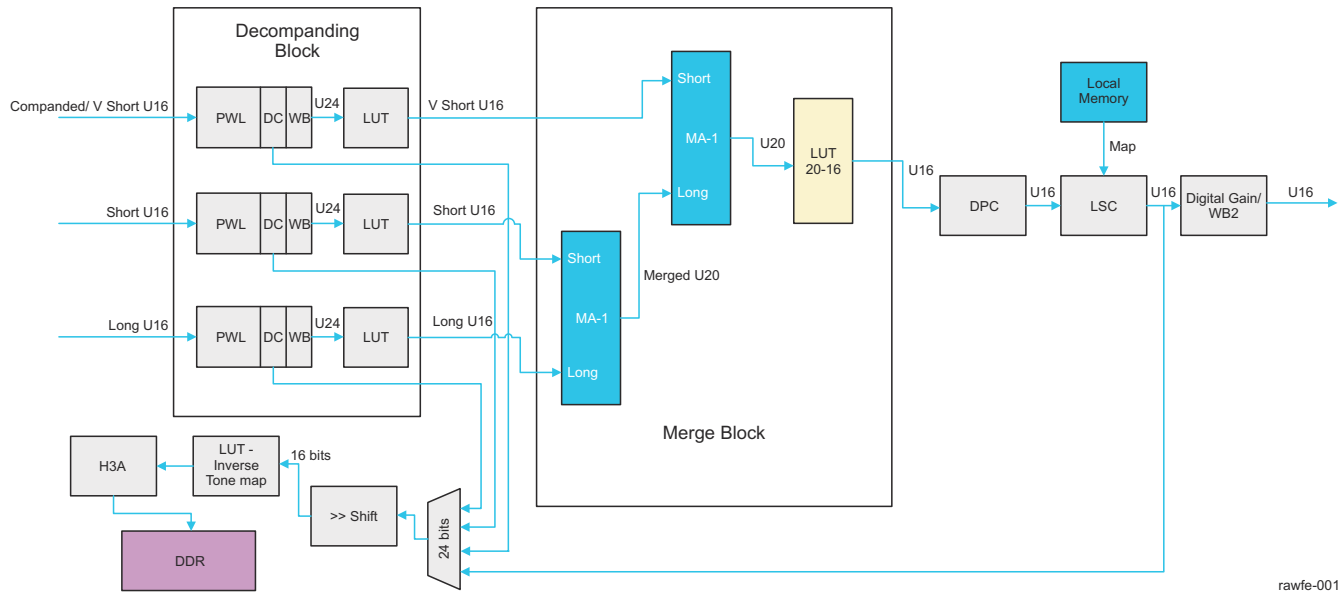 Decompanding
Block
Companded/ V Short U16
PWL
DC
WB
U24
LUT
V Short U16
Short U16
PWL
DC
WB
U24
LUT
Short U16
Long U16
PWL
DC
WB
U24
LUT
Long U16
Short
MA-1
Long
Short
MA-1
Long
Merged U20
U20
LUT
20-16
Merge Block
U16
DPC
U16
Local
Memory
Map
LSC
U16
Digital Gain/
WB2
U16
H3A
LUT -
Inverse
Tone map
16 bits
>> Shift
24 bits
DDR
rawfe-001